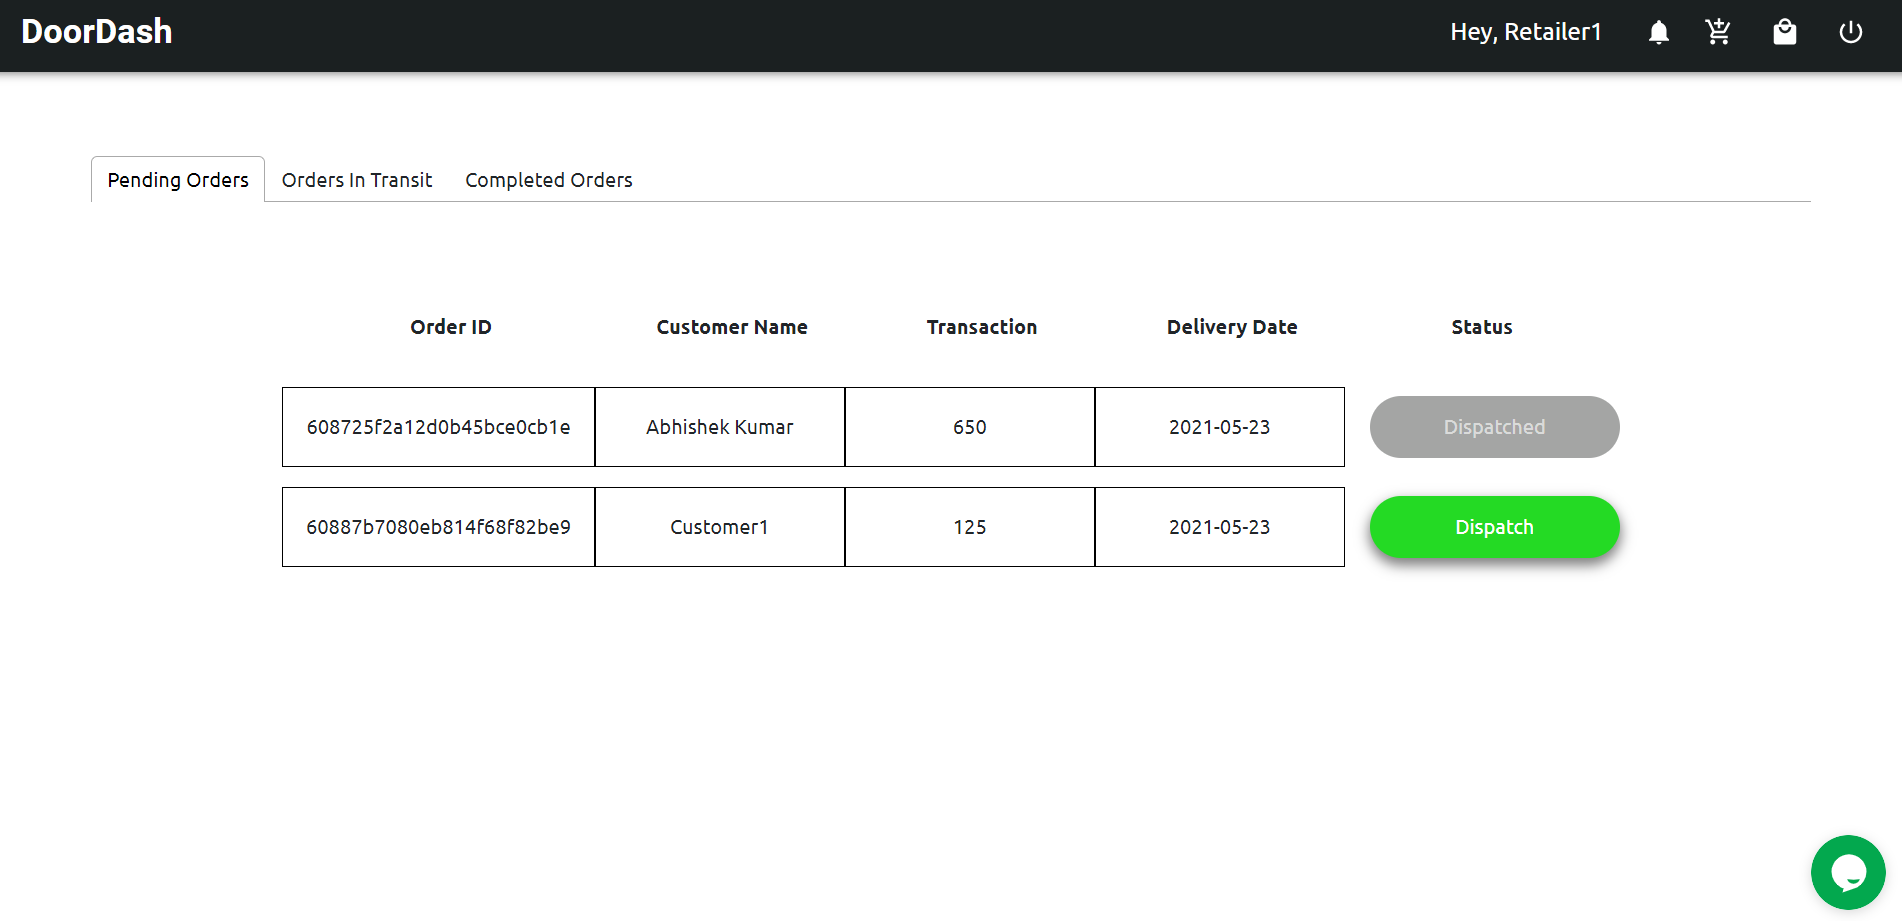 DoorDash
Hey, Retailer1
Pending Orders Orders In Transit Completed Orders
Order ID Customer Name Transaction Delivery Date Status
608725f2a12d0b45bce0cb1e Abhishek Kumar 650 2021-05-23 Dispatched
60887b7080eb814f68f82be9 Customer1 125 2021-05-23 Dispatch